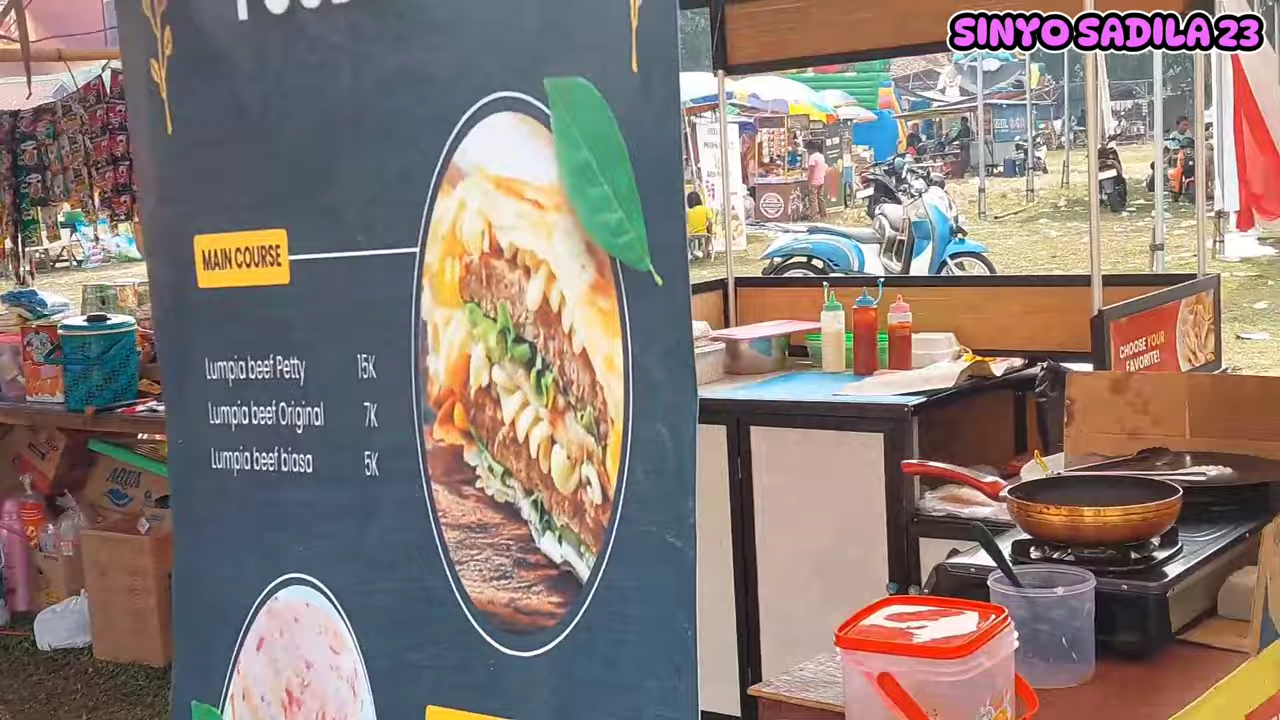 SINYO SADILA 23
MAIN COURSE
Lumpia beef Petty 15K
Lumpia beef Original 7K
Lumpia beef biasa 5K
CHOOSE YOUR
FAVORITE!
AQUA